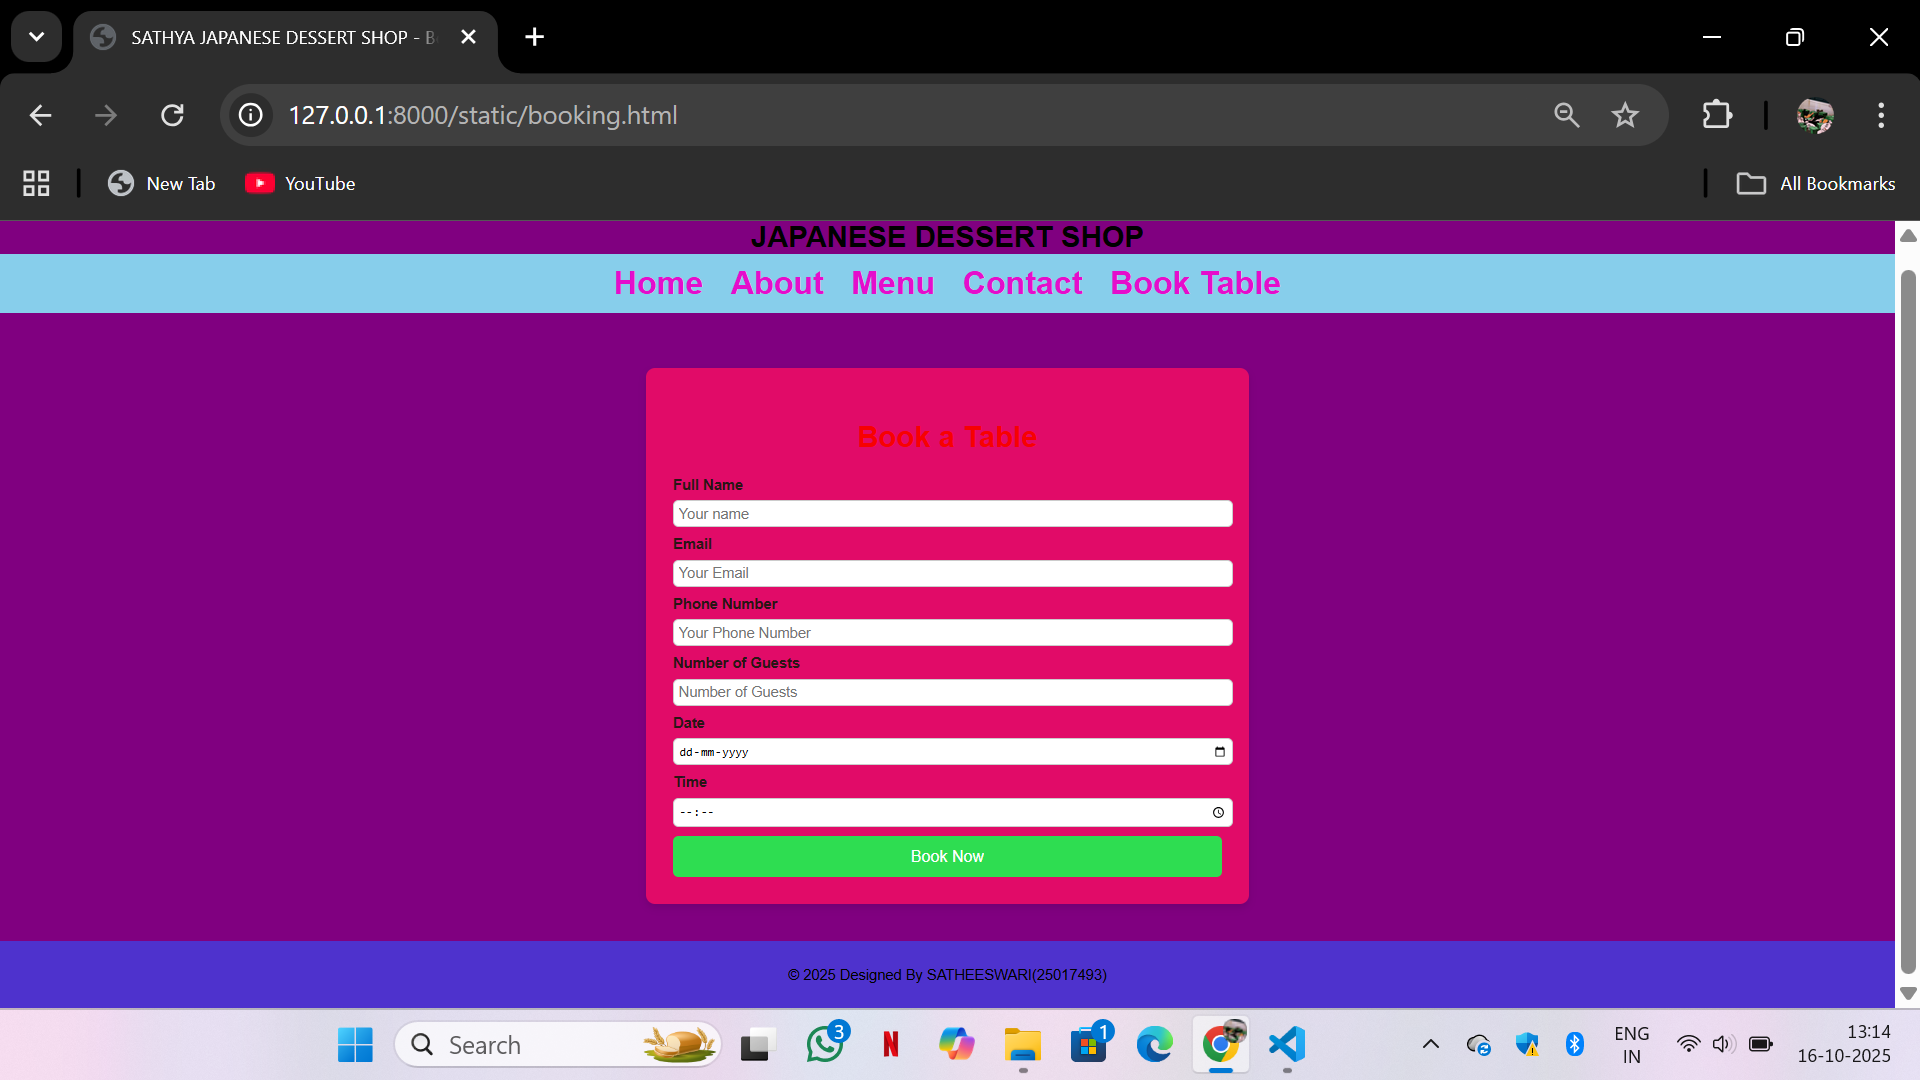 SATHYA JAPANESE DESSERT SHOP - B
127.0.0.1:8000/static/booking.html
New Tab
YouTube
All Bookmarks
JAPANESE DESSERT SHOP
Home About Menu Contact Book Table
Book a Table
Full Name
Your name
Email
Your Email
Phone Number
Your Phone Number
Number of Guests
Number of Guests
Date
dd-mm-yyyy
Time
--:--
Book Now
© 2025 Designed By SATHEESWARI(25017493)
Search
3
N
1
ENG
IN
13:14
16-10-2025